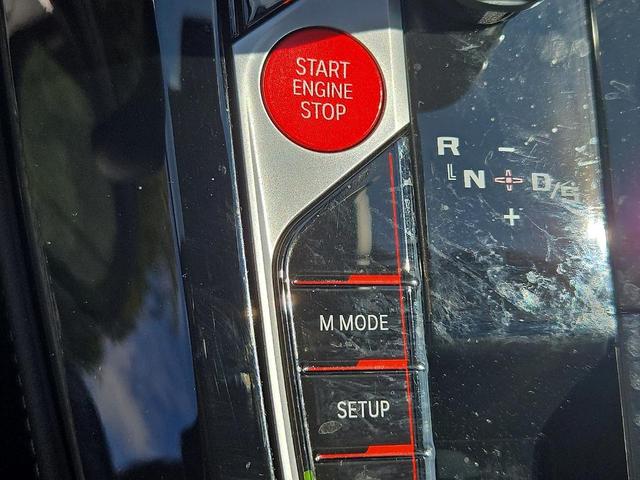 START
ENGINE
STOP
R -
N D/S
+
M MODE
SETUP